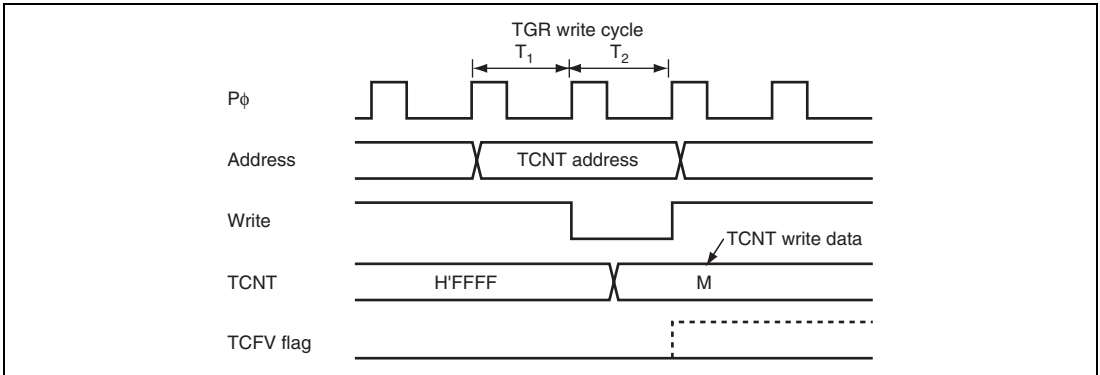 TGR write cycle
T1 T2
Pϕ
Address
TCNT address
Write
TCNT write data
TCNT
H'FFFF
M
TCFV flag